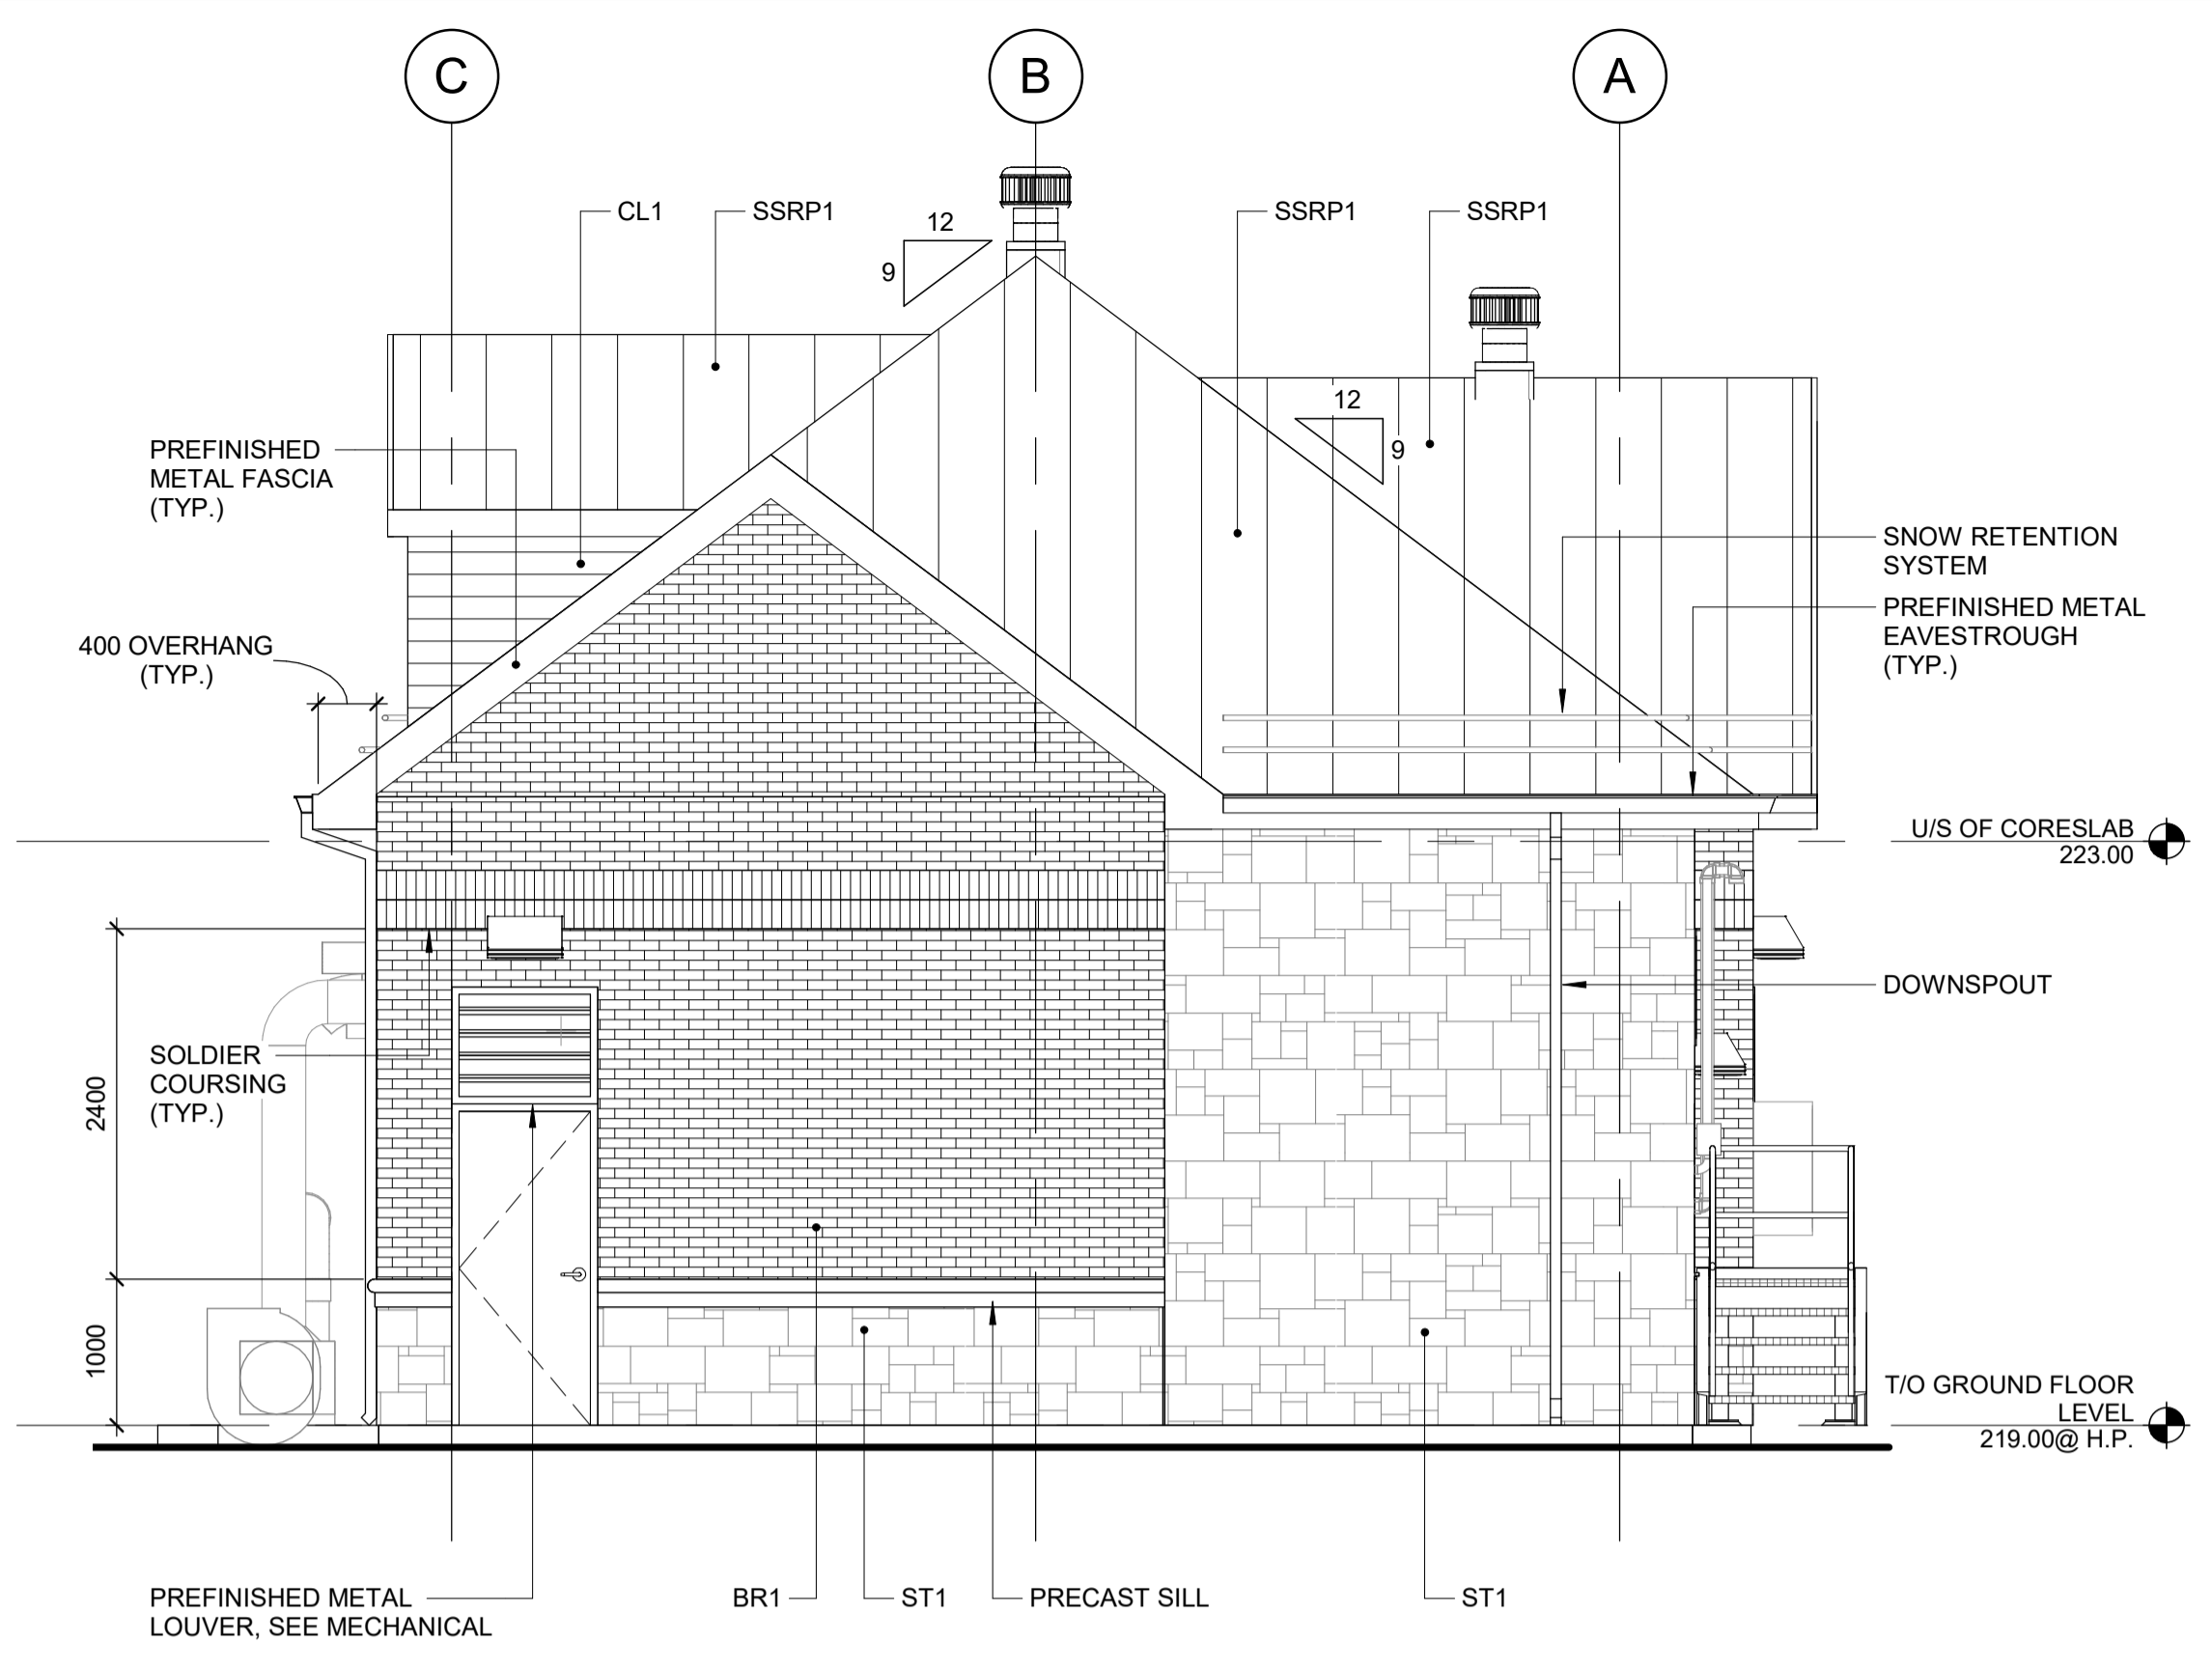 C
B
A
CL1
SSRP1
12
9
SSRP1
SSRP1
12
9
PREFINISHED
METAL FASCIA
(TYP.)
400 OVERHANG
(TYP.)
SNOW RETENTION
SYSTEM
PREFINISHED METAL
EAVESTROUGH
(TYP.)
U/S OF CORESLAB
223.00
DOWNSPOUT
SOLDIER
COURSING
(TYP.)
2400
1000
T/O GROUND FLOOR
LEVEL
219.00@ H.P.
PREFINISHED METAL
LOUVER, SEE MECHANICAL
BR1
ST1
PRECAST SILL
ST1